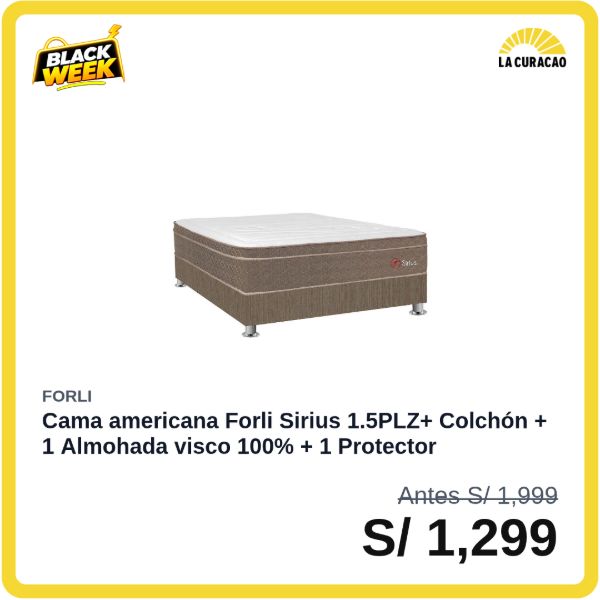 BLACK
WEEK
LA CURACAO
Sirius
FORLI
Cama americana Forli Sirius 1.5PLZ+ Colchón +
1 Almohada visco 100% + 1 Protector
Antes S/ 1,999
S/ 1,299